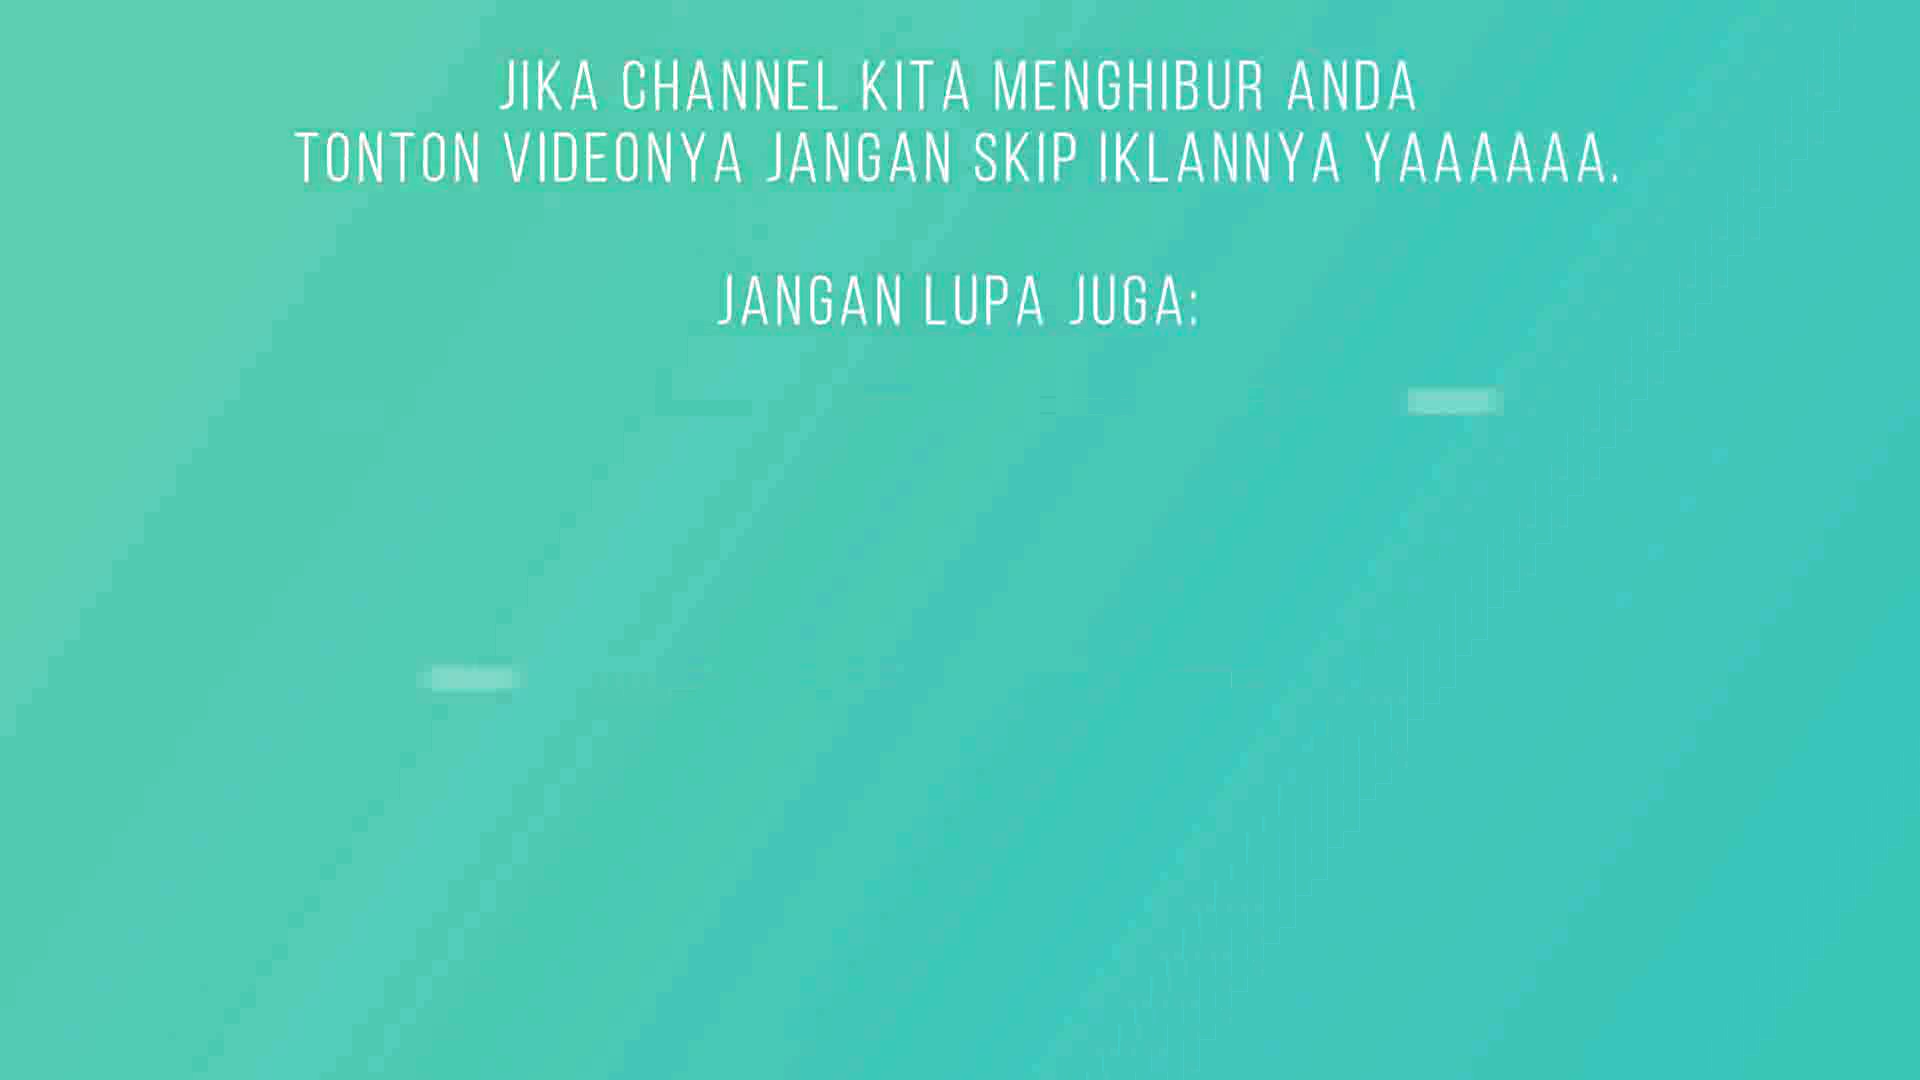 JIKA CHANNEL KITA MENGHIBUR ANDA
TONTON VIDEONYA JANGAN SKIP IKLANNYA YAAAAAA.
JANGAN LUPA JUGA: